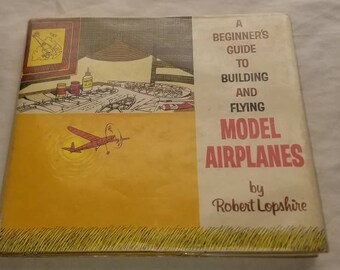 A
BEGINNER'S
GUIDE TO
BUILDING
AND
FLYING
MODEL
AIRPLANES
by
Robert Lopshire